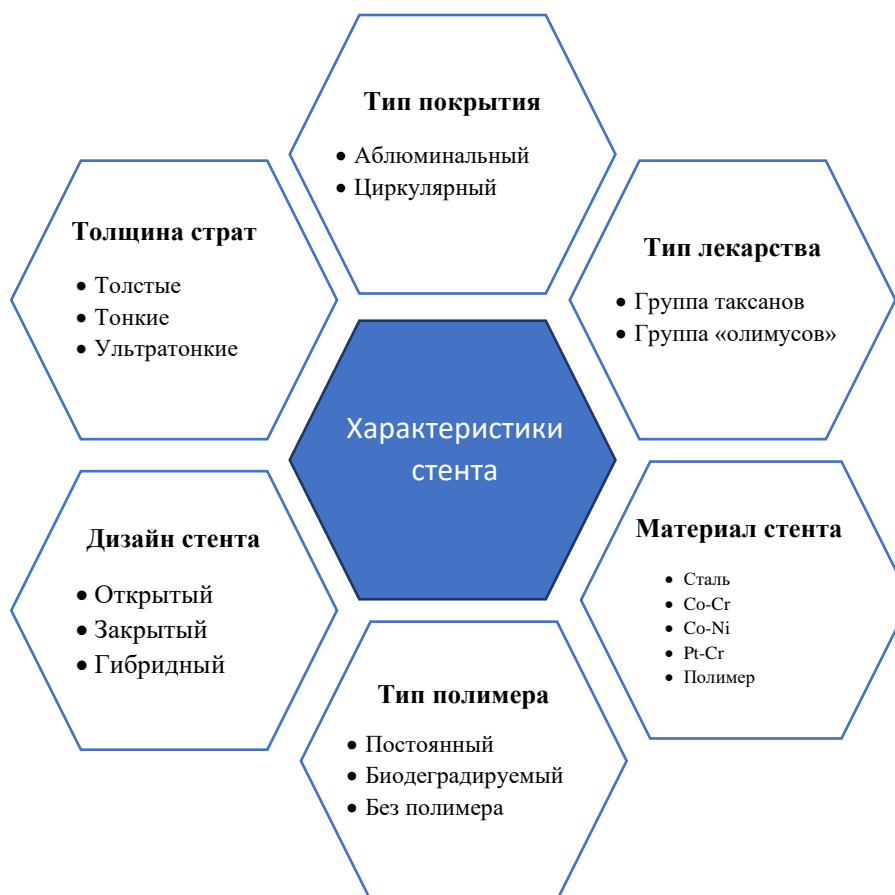 Тип покрытия
• Аблюминальный
• Циркулярный
Толщина страт
• Толстые
• Тонкие
• Ультратонкие
Тип лекарства
• Группа таксанов
• Группа «олимусов»
Характеристики
стента
Дизайн стента
• Открытый
• Закрытый
• Гибридный
Материал стента
• Сталь
• Co-Cr
• Co-Ni
• Pt-Cr
• Полимер
Тип полимера
• Постоянный
• Биодеградируемый
• Без полимера